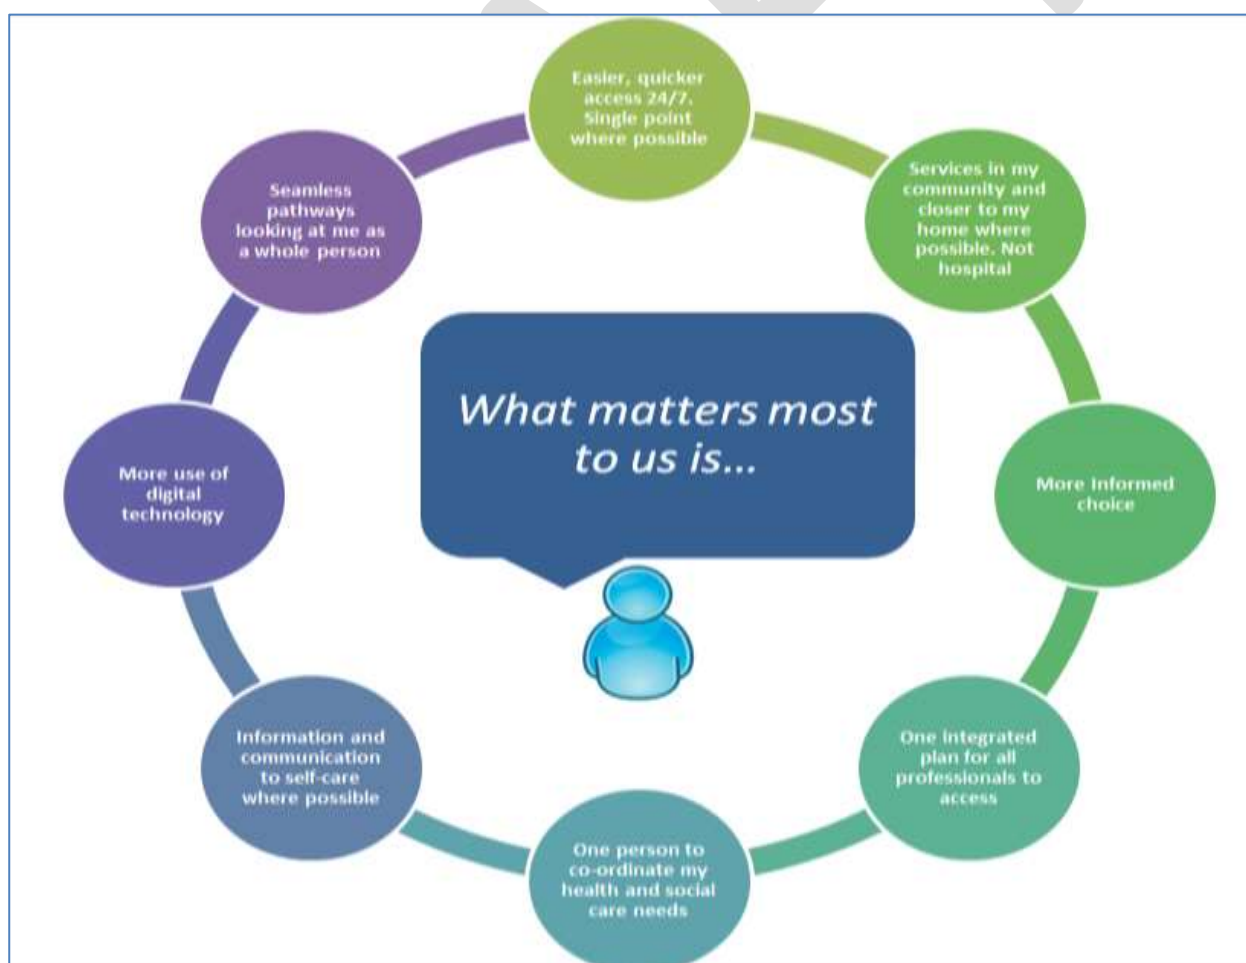 Easier, quicker
access 24/7.
Single point
where possible
Services in my
community and
closer to my
home where
possible. Not
hospital
More Informed
choice
One integrated
plan for all
professionals to
access
One person to
co-ordinate my
health and social
care needs
Information and
communication
to self-care
where possible
More use of
digital
technology
Seamless
pathways
looking at me as
a whole person
What matters most
to us is...